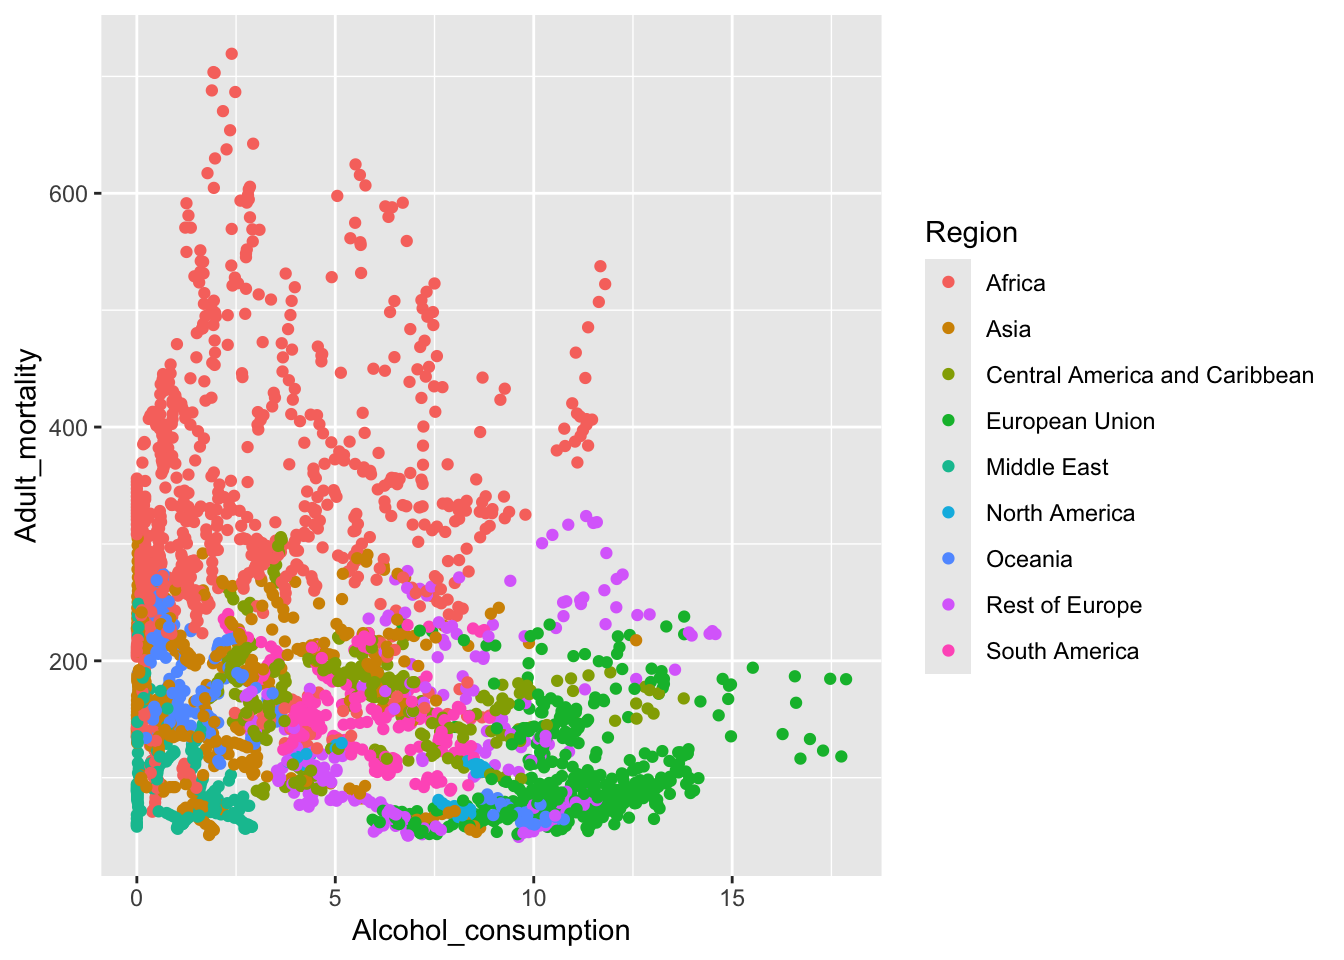 600
400
200
Adult_mortality
0
5
10
15
Alcohol_consumption
Region
Africa
Asia
Central America and Caribbean
European Union
Middle East
North America
Oceania
Rest of Europe
South America